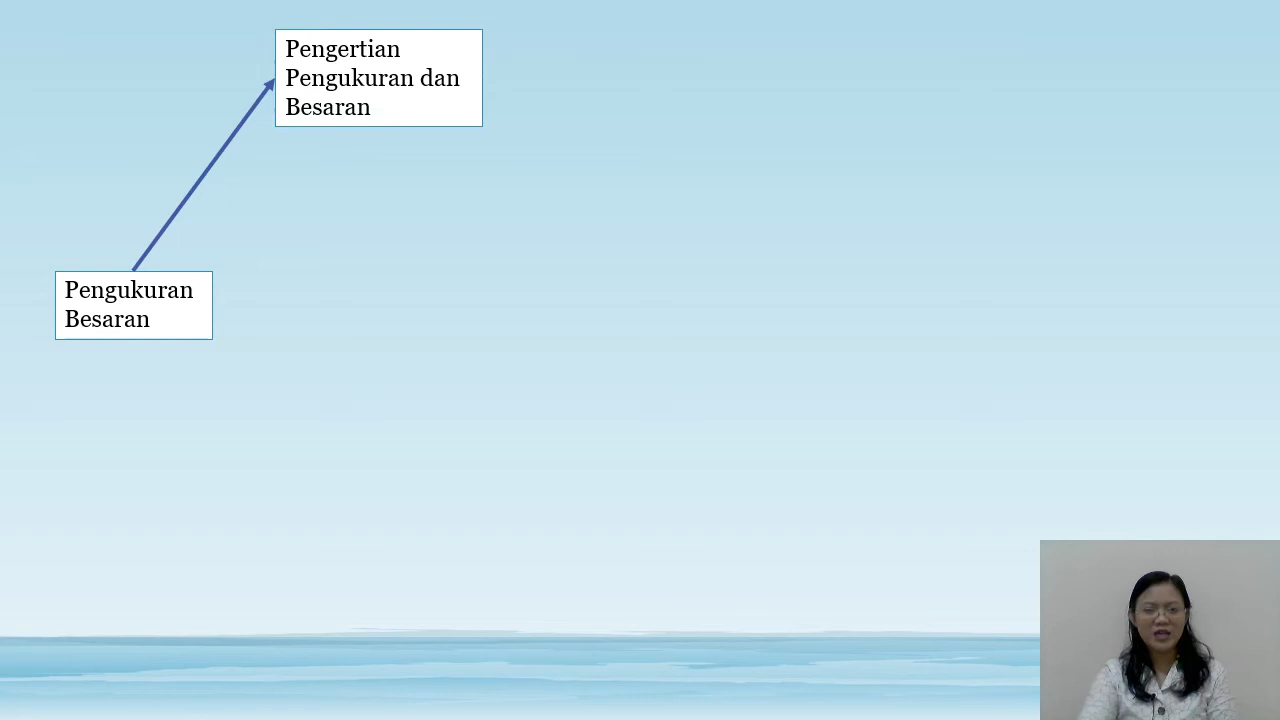 Pengertian
Pengukuran dan
Besaran
Pengukuran
Besaran